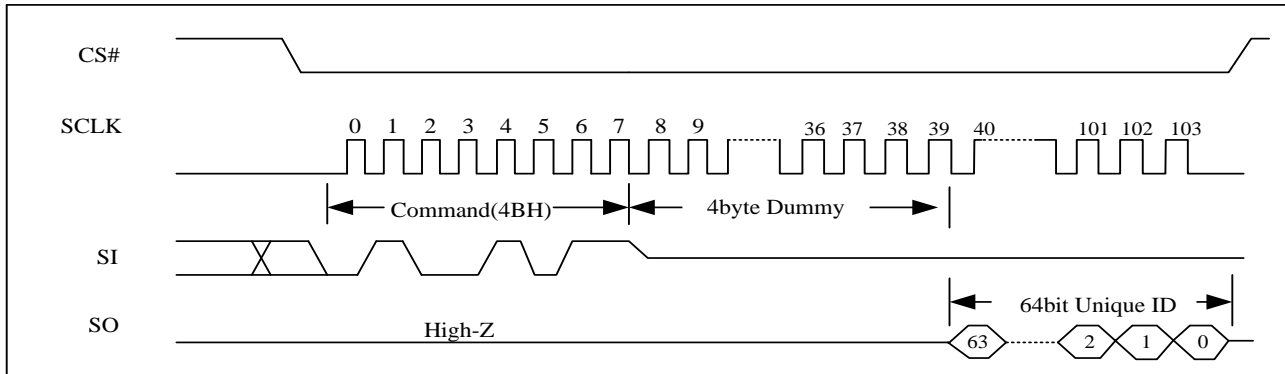 CS#
SCLK
0 1 2 3 4 5 6 7 8 9 36 37 38 39 40 101 102 103
Command(4BH) 4byte Dummy
SI
64bit Unique ID
SO
High-Z
63 2 1 0